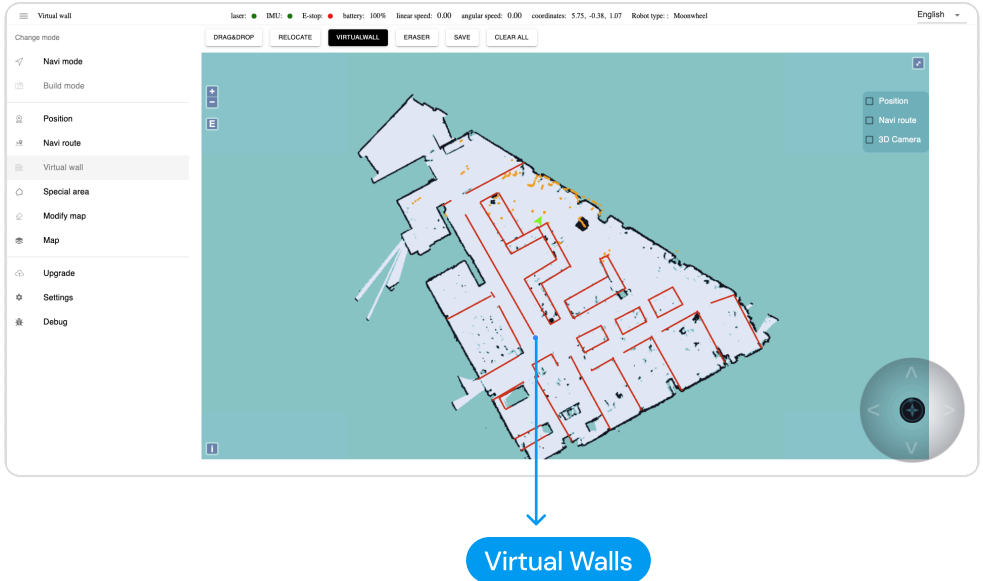 Virtual wall
laser: IMU: E-stop: battery: 100% linear speed: 0.00 angular speed: 0.00 coordinates: 5.75, -0.38, 1.07 Robot type: : Moonwheel
English
Change mode
DRAG&DROP RELOCATE VIRTUALWALL ERASER SAVE CLEAR ALL
Navi mode
Build mode
Position
Navi route
Virtual wall
Special area
Modify map
Map
Upgrade
Settings
Debug
+
−
E
i
Position
Navi route
3D Camera
Virtual Walls